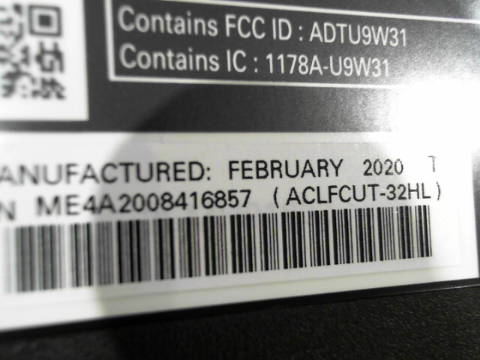 Contains FCC ID : ADTU9W31
Contains IC : 1178A-U9W31
ANUFACTURED: FEBRUARY 2020 T
N ME4A2008416857 (ACLFCUT-32HL)